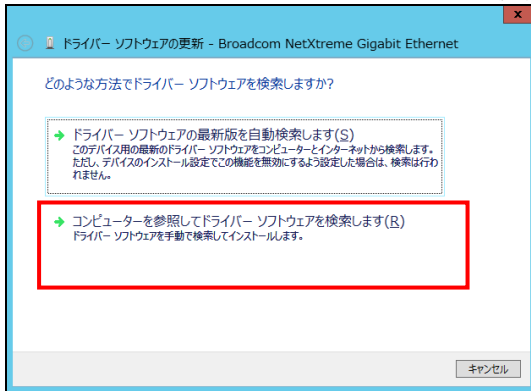 x
ドライバー ソフトウェアの更新 - Broadcom NetXtreme Gigabit Ethernet
どのような方法でドライバー ソフトウェアを検索しますか?
ドライバー ソフトウェアの最新版を自動検索します(S)
このデバイス用の最新のドライバー ソフトウェアをコンピューターとインターネットから検索します。
ただし、デバイスのインストール設定でこの機能を無効にするよう設定した場合は、検索は行わ
れません。
コンピューターを参照してドライバー ソフトウェアを検索します(R)
ドライバー ソフトウェアを手動で検索してインストールします。
キャンセル